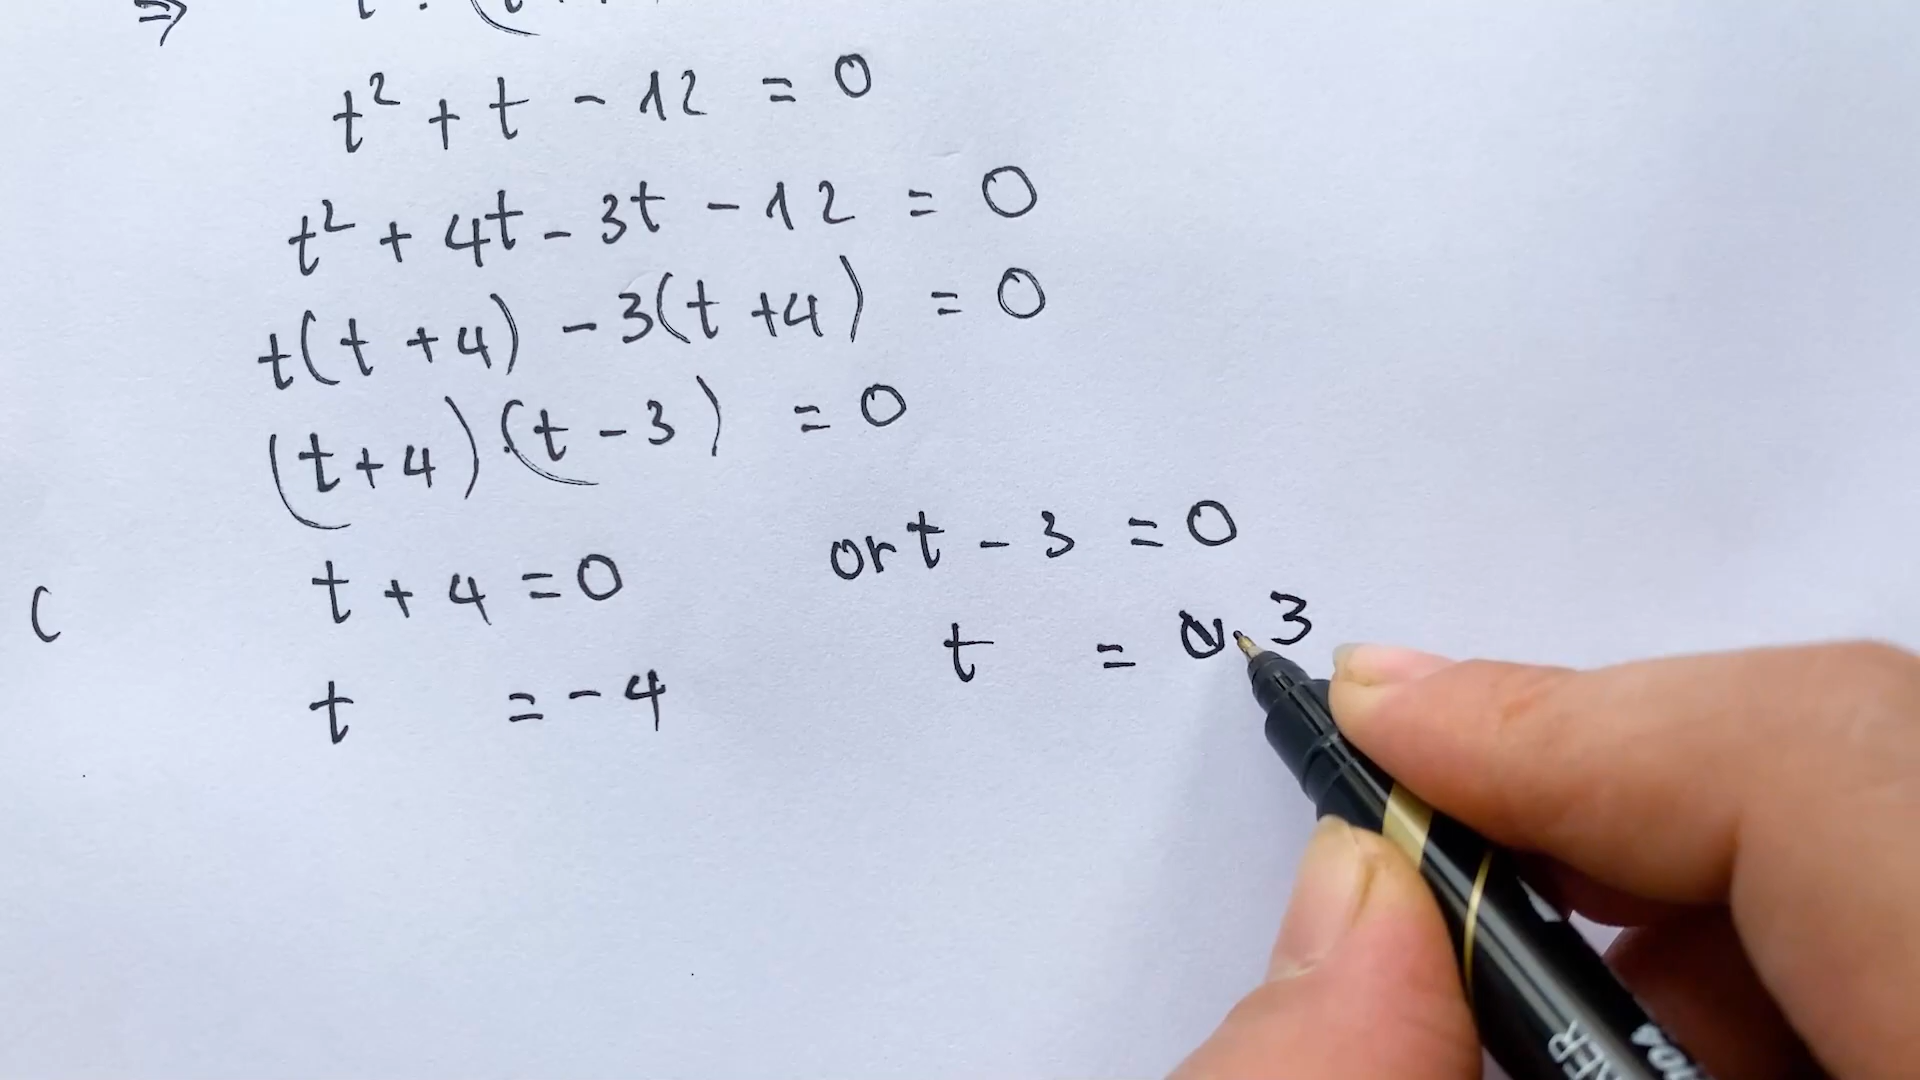 ⇒
t² + t - 12 = 0
t² + 4t - 3t - 12 = 0
t(t + 4) - 3(t + 4) = 0
(t + 4)(t - 3) = 0
t + 4 = 0 or t - 3 = 0
(
t = - 4 t = 3